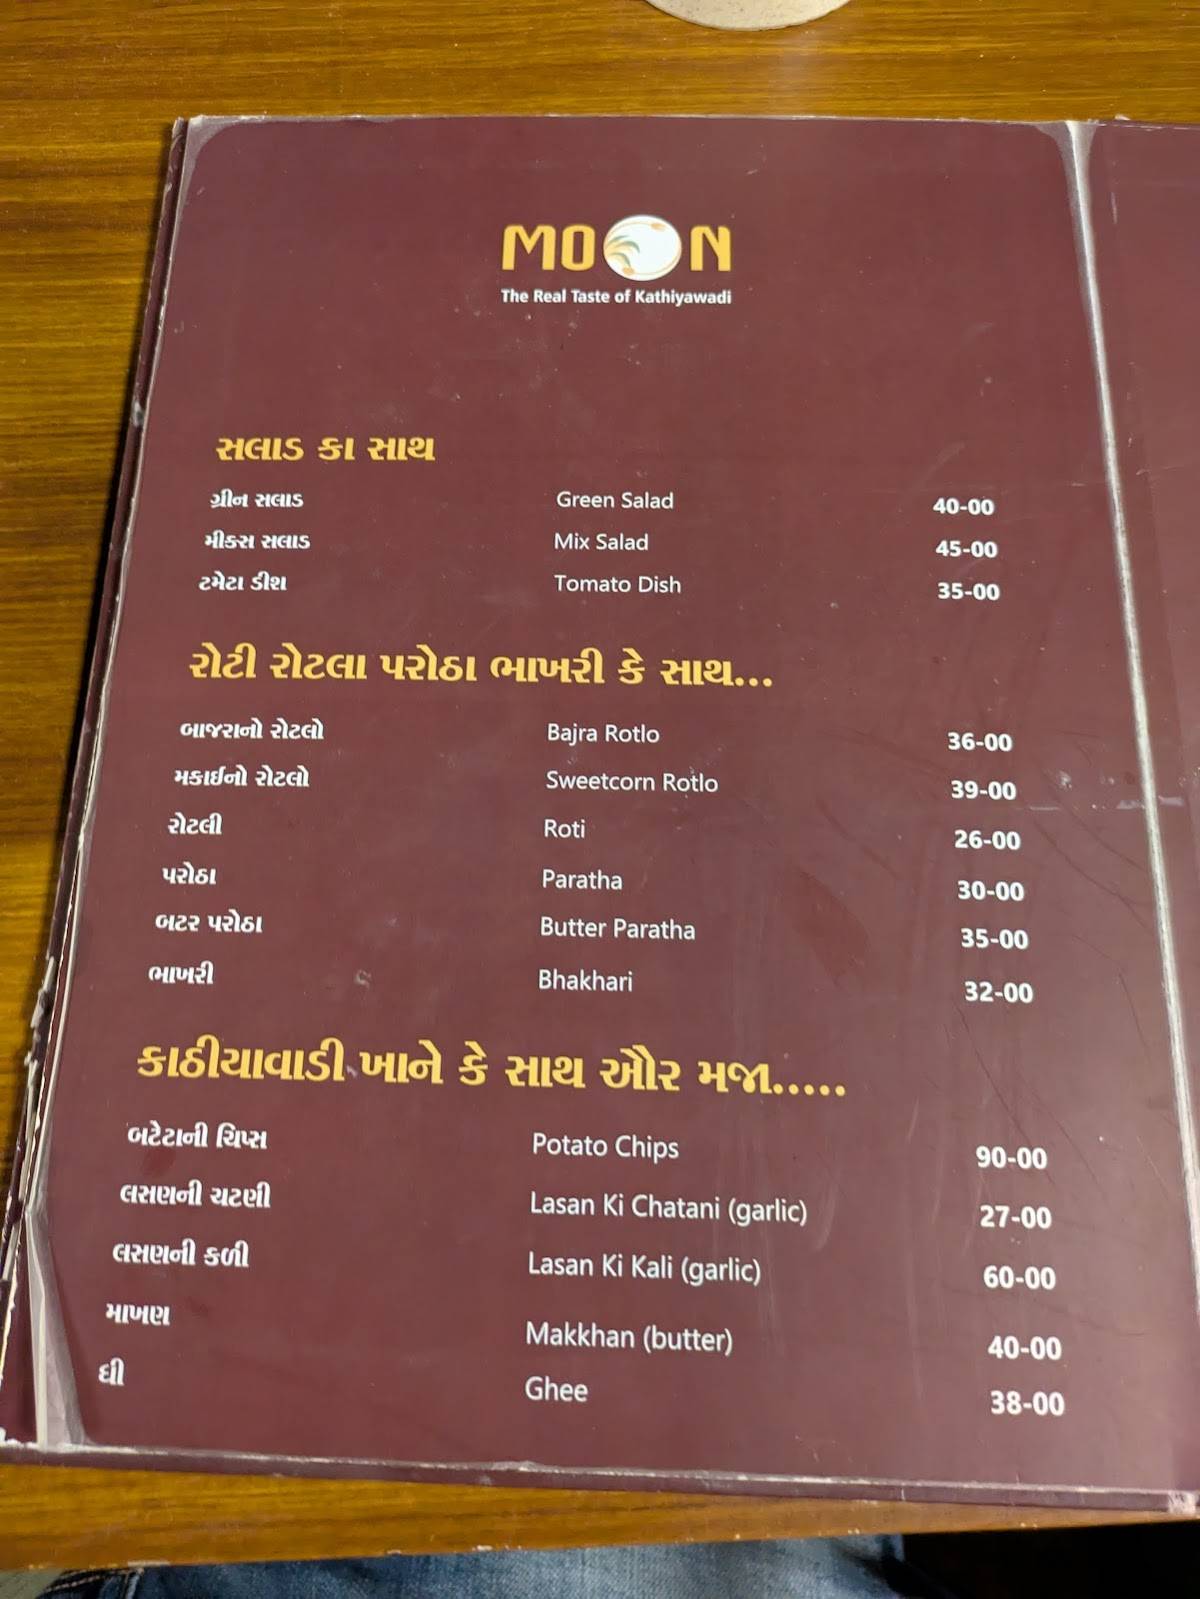 MOON
The Real Taste of Kathiyawadi
સલાડ કા સાથ
ગ્રીન સલાડ Green Salad 40-00
મીક્સ સલાડ Mix Salad 45-00
ટમેટા ડીશ Tomato Dish 35-00
રોટી રોટલા પરોઠા ભાખરી કે સાથ...
બાજરાનો રોટલો Bajra Rotlo 36-00
મકાઈનો રોટલો Sweetcorn Rotlo 39-00
રોટલી Roti 26-00
પરોઠા Paratha 30-00
બટર પરોઠા Butter Paratha 35-00
ભાખરી Bhakhari 32-00
કાઠીયાવાડી ખાને કે સાથ ઔર મજા.....
બટેટાની ચિપ્સ Potato Chips 90-00
લસણની ચટણી Lasan Ki Chatani (garlic) 27-00
લસણની કળી Lasan Ki Kali (garlic) 60-00
માખણ Makkhan (butter) 40-00
ઘી Ghee 38-00